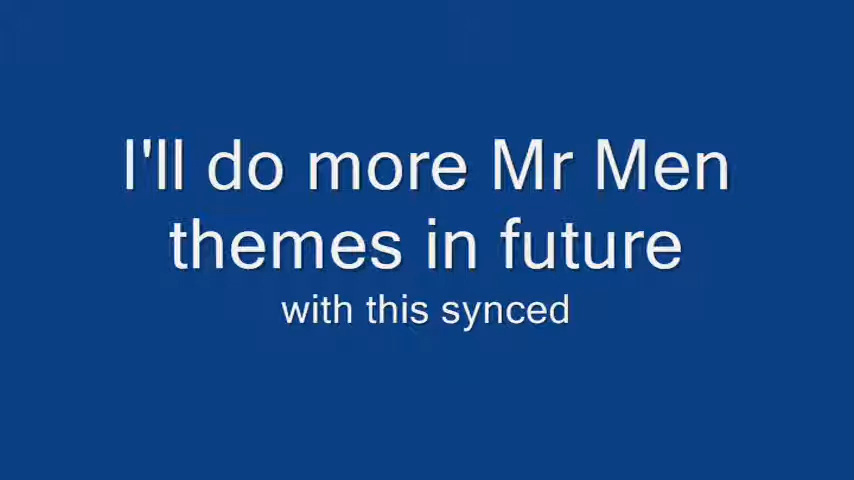 I'll do more Mr Men
themes in future
with this synced